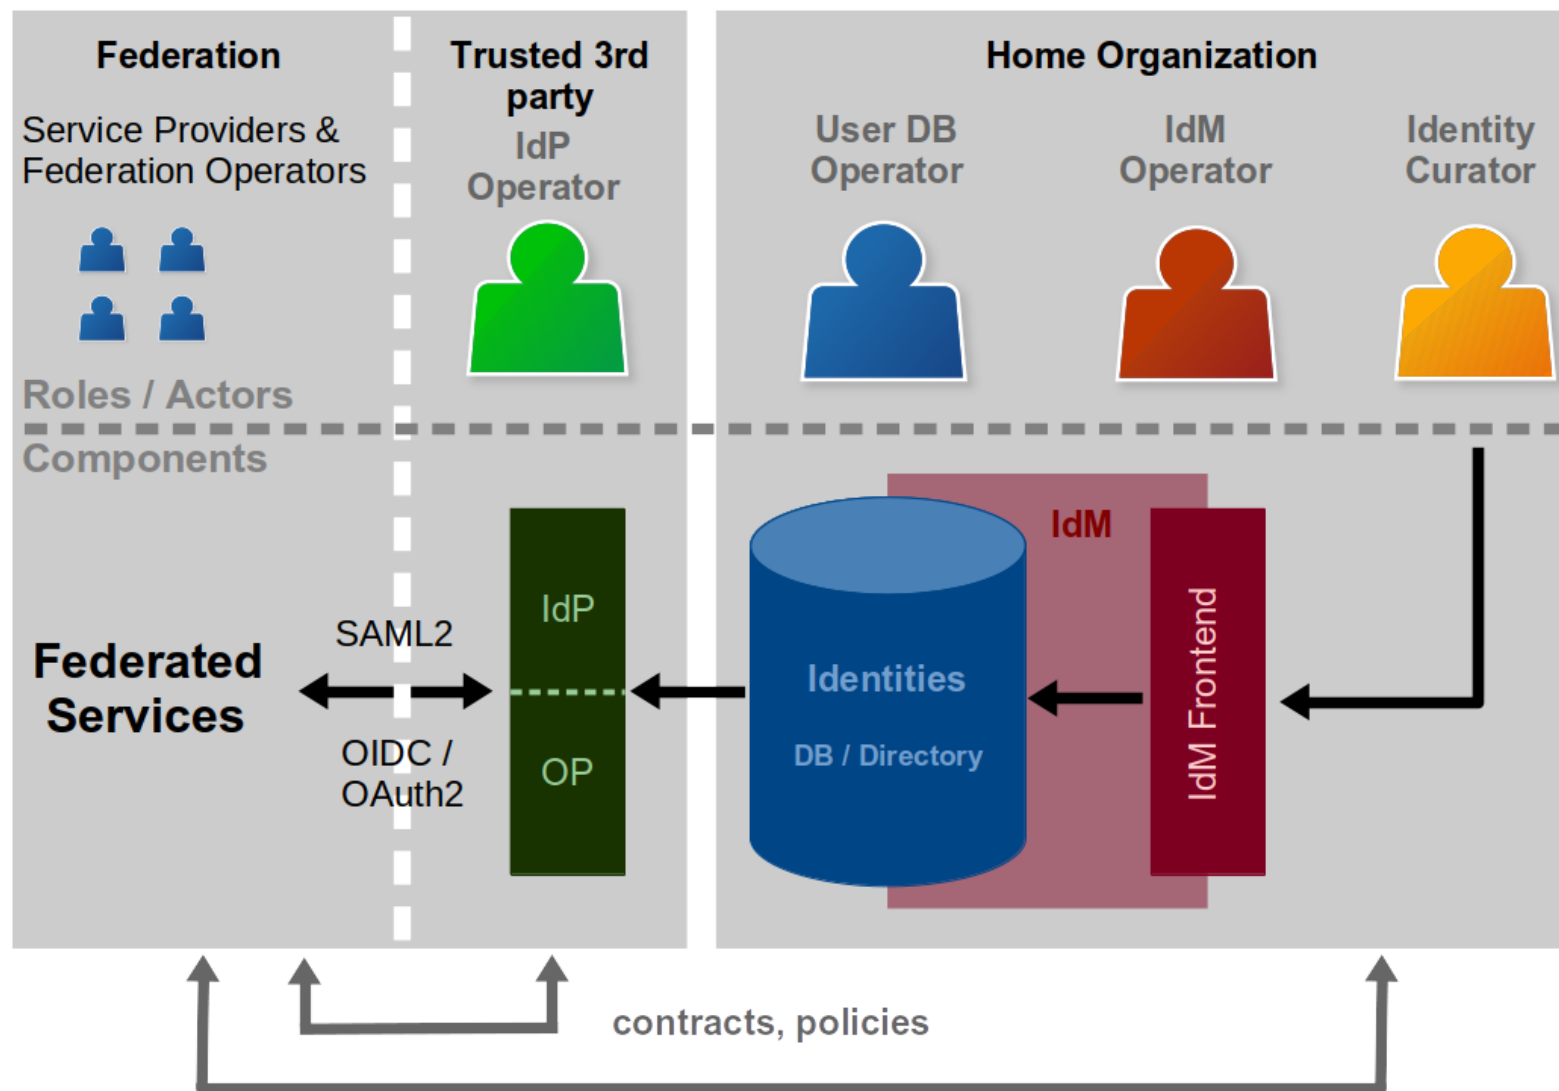 Federation
Service Providers &
Federation Operators
Trusted 3rd
party
IdP
Operator
Home Organization
User DB
Operator
IdM
Operator
Identity
Curator
Roles / Actors
Components
Federated
Services
SAML2
OIDC /
OAuth2
IdP
OP
Identities
DB / Directory
IdM
IdM Frontend
contracts, policies